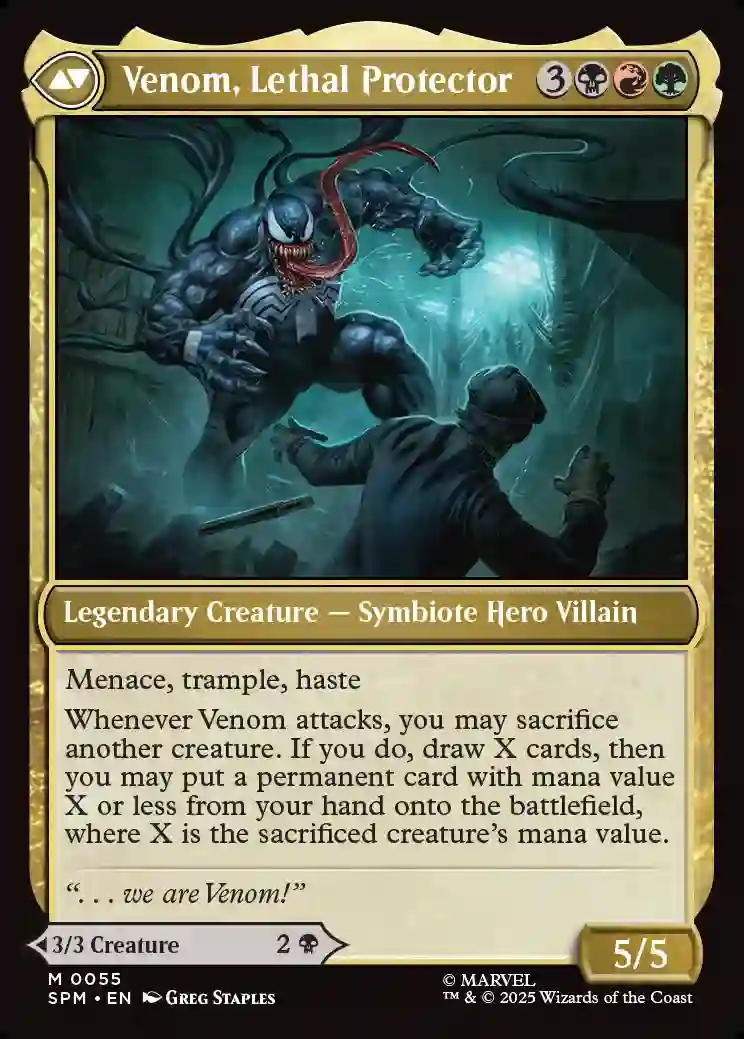 Venom, Lethal Protector 3
Legendary Creature — Symbiote Hero Villain
Menace, trample, haste
Whenever Venom attacks, you may sacrifice
another creature. If you do, draw X cards, then
you may put a permanent card with mana value
X or less from your hand onto the battlefield,
where X is the sacrificed creature's mana value.
". . . we are Venom!"
3/3 Creature 2
5/5
M 0055
SPM • EN GREG STAPLES
© MARVEL
™ & © 2025 Wizards of the Coast